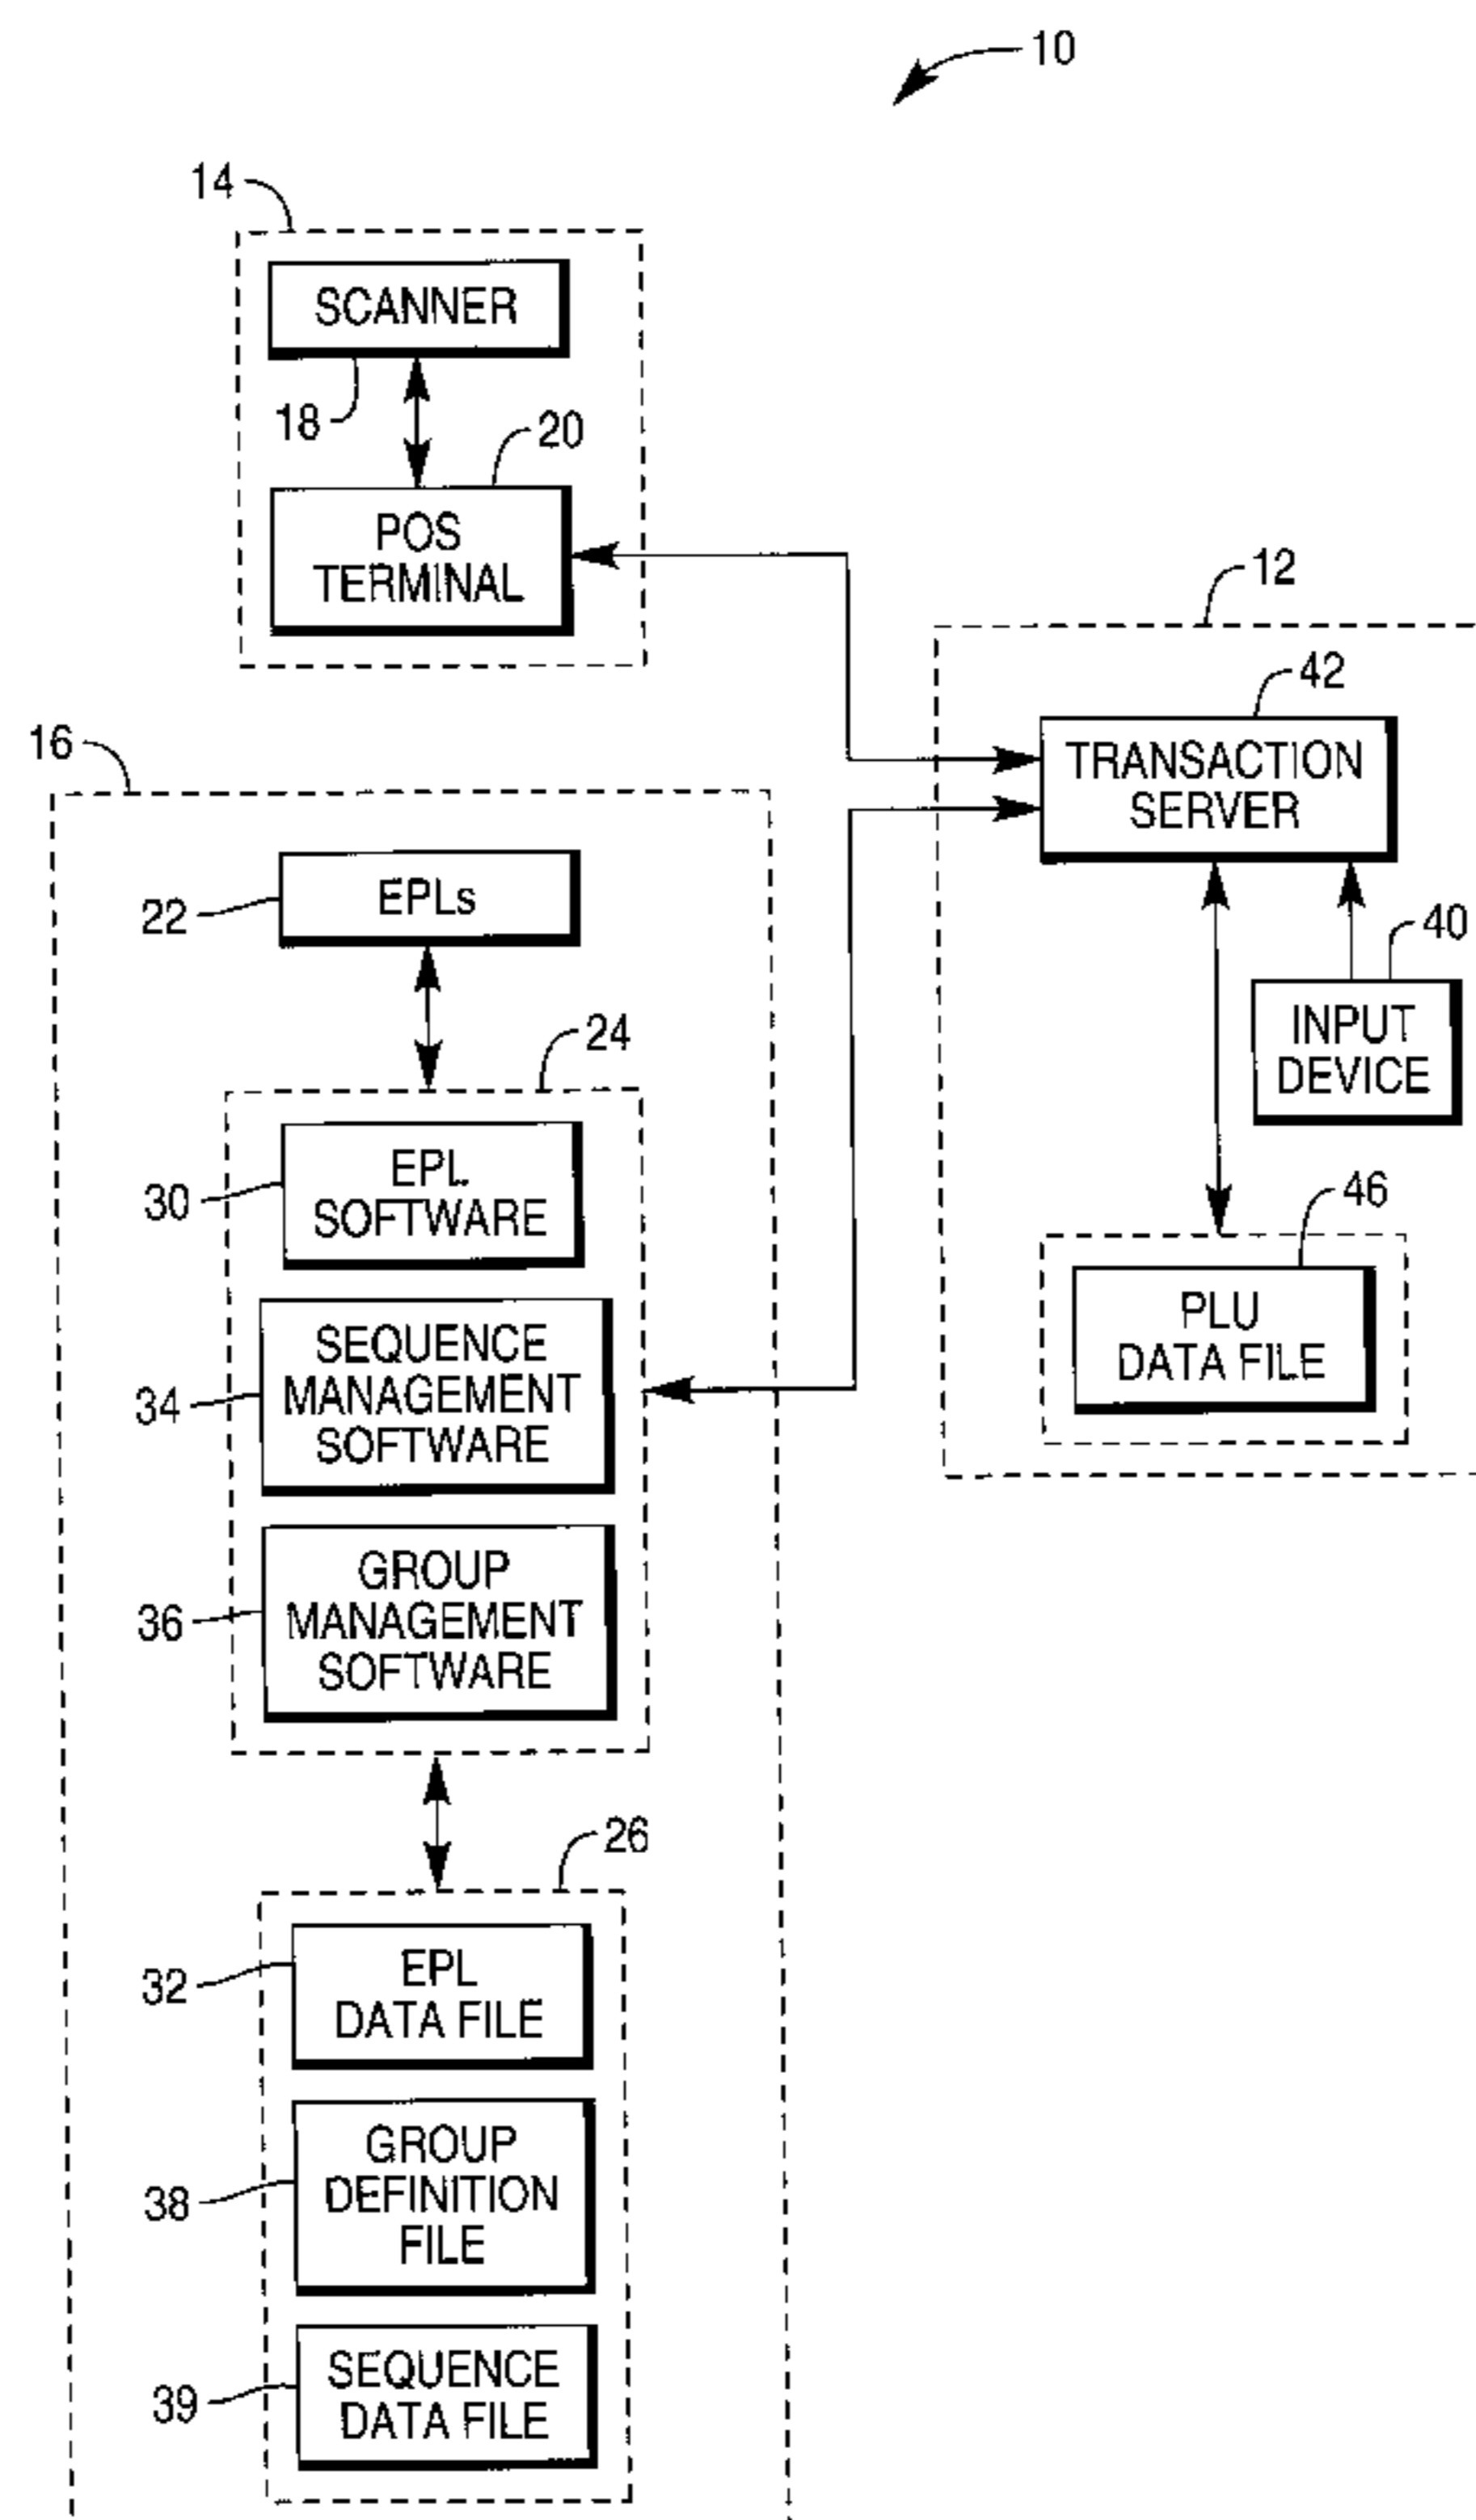 10
14
SCANNER
18
20
POS
TERMINAL
12
42
TRANSACTION
SERVER
16
EPLs
22
40
INPUT
DEVICE
24
EPL
SOFTWARE
30
46
PLU
DATA FILE
SEQUENCE
MANAGEMENT
SOFTWARE
34
GROUP
MANAGEMENT
SOFTWARE
36
26
EPL
DATA FILE
32
GROUP
DEFINITION
FILE
38
SEQUENCE
DATA FILE
39